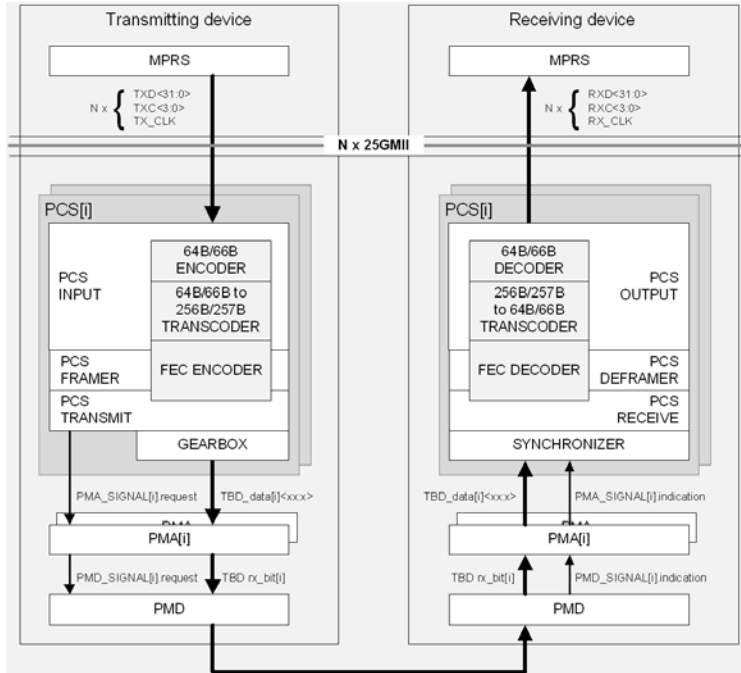 Transmitting device
MPRS
N x {
TXD<31:0>
TXC<3:0>
TX_CLK
Receiving device
MPRS
N x {
RXD<31:0>
RXC<3:0>
RX_CLK
N x 25GMII
PCS[i]
PCS
INPUT
64B/66B
ENCODER
64B/66B to
256B/257B
TRANSCODER
PCS
FRAMER
FEC ENCODER
PCS
TRANSMIT
GEARBOX
PMA_SIGNAL[i].request
TBD_data[i]<xx:x>
PMA
PMA[i]
PMD_SIGNAL[i].request
TBD rx_bit[i]
PMD
PCS[i]
64B/66B
DECODER
PCS
OUTPUT
256B/257B
to 64B/66B
TRANSCODER
FEC DECODER
PCS
DEFRAMER
PCS
RECEIVE
SYNCHRONIZER
TBD_data[i]<xx:x>
PMA_SIGNAL[i].indication
PMA
PMA[i]
TBD rx_bit[i]
PMD_SIGNAL[i].indication
PMD